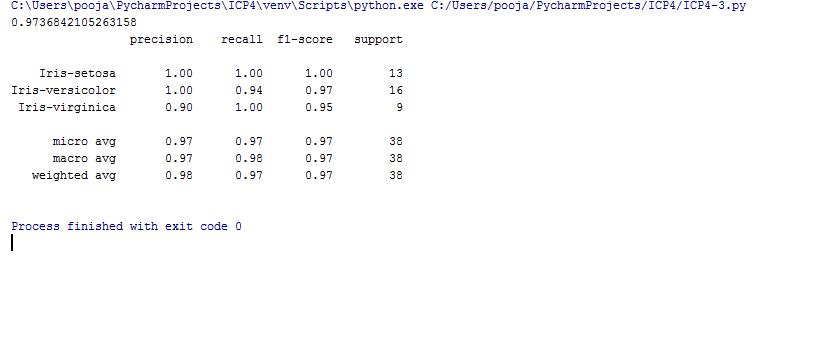 C:\Users\pooja\PycharmProjects\ICP4\venv\Scripts\python.exe C:/Users/pooja/PycharmProjects/ICP4/ICP4-3.py
0.9736842105263158
precision recall f1-score support
Iris-setosa 1.00 1.00 1.00 13
Iris-versicolor 1.00 0.94 0.97 16
Iris-virginica 0.90 1.00 0.95 9
micro avg 0.97 0.97 0.97 38
macro avg 0.97 0.98 0.97 38
weighted avg 0.98 0.97 0.97 38
Process finished with exit code 0